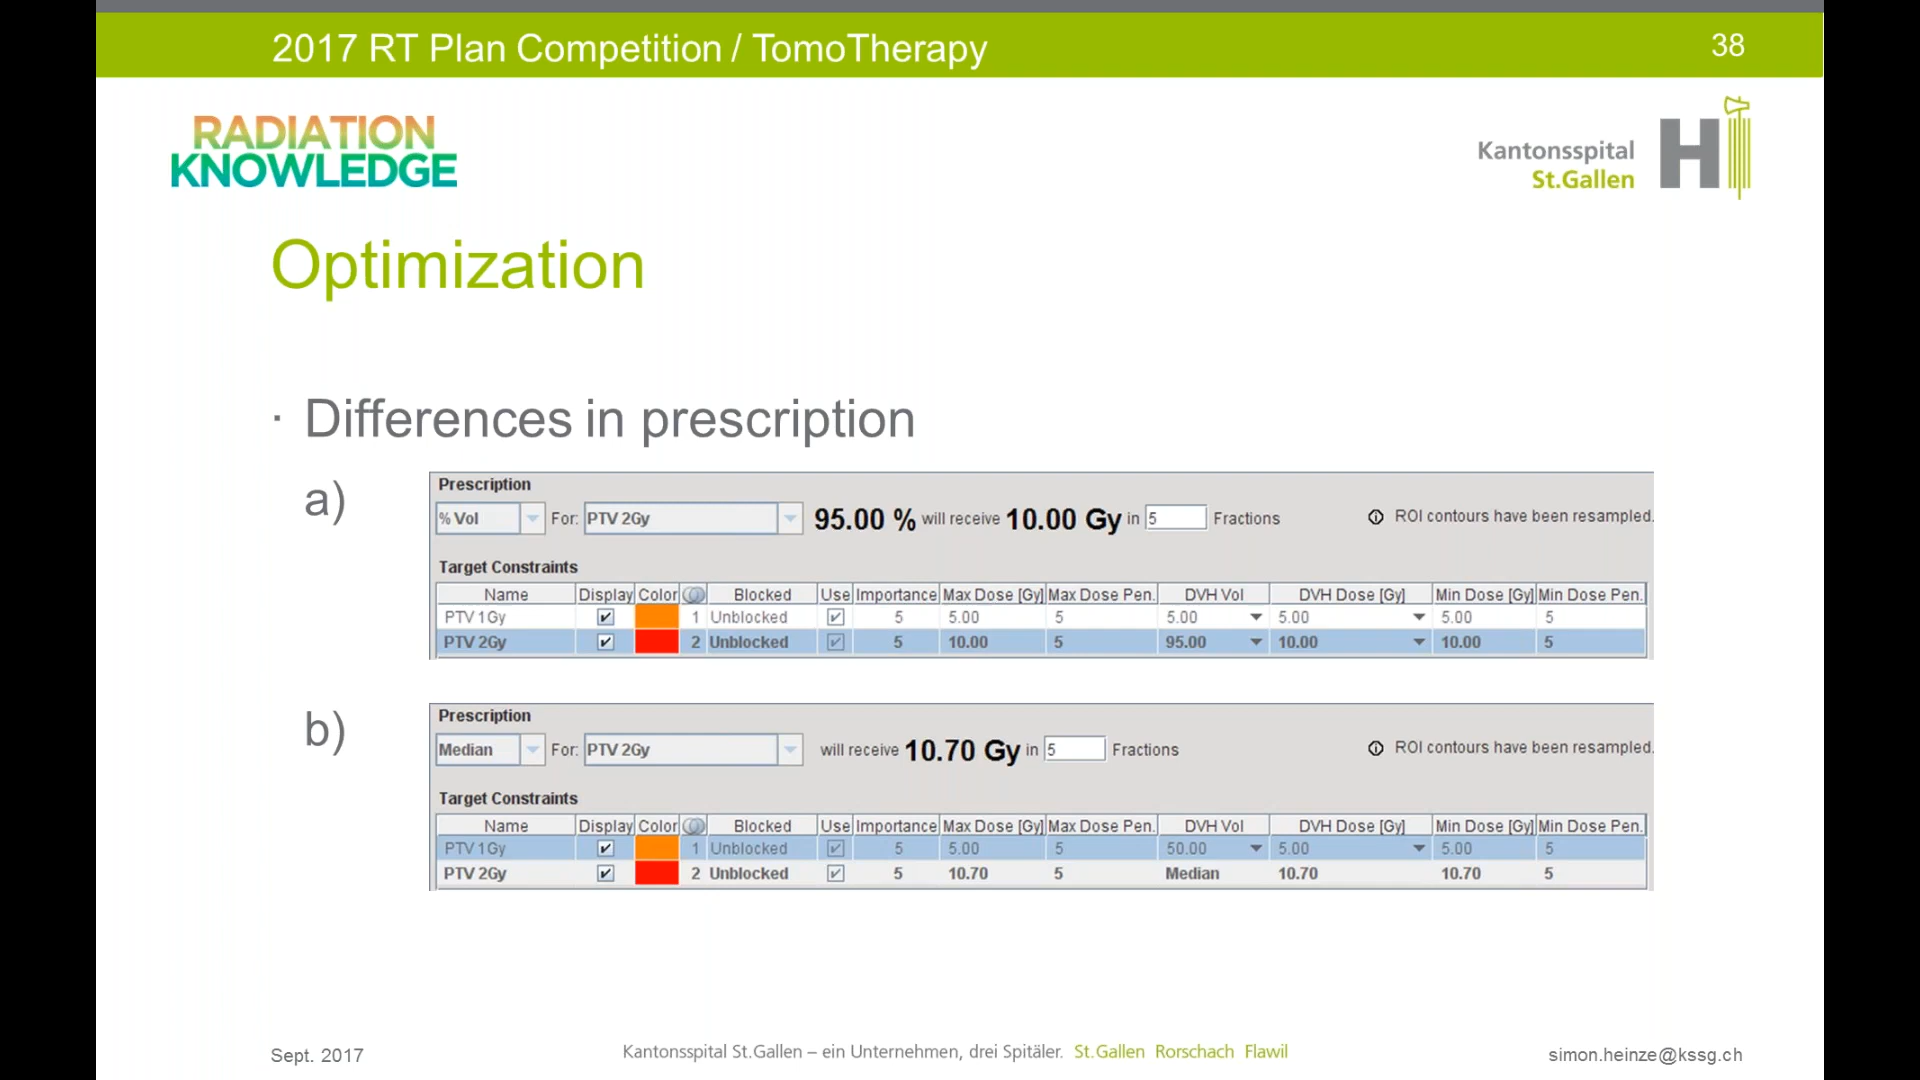 2017 RT Plan Competition / TomoTherapy 38
RADIATION
KNOWLEDGE
Kantonsspital
St.Gallen
Optimization
· Differences in prescription
a)
Prescription
% Vol For: PTV 2Gy 95.00 % will receive 10.00 Gy in 5 Fractions ROI contours have been resampled.
Target Constraints
Name Display Color Blocked Use Importance Max Dose [Gy] Max Dose Pen. DVH Vol DVH Dose [Gy] Min Dose [Gy] Min Dose Pen.
PTV 1Gy 1 Unblocked 5 5.00 5 5.00 5.00 5.00 5
PTV 2Gy 2 Unblocked 5 10.00 5 95.00 10.00 10.00 5
b)
Prescription
Median For: PTV 2Gy will receive 10.70 Gy in 5 Fractions ROI contours have been resampled.
Target Constraints
Name Display Color Blocked Use Importance Max Dose [Gy] Max Dose Pen. DVH Vol DVH Dose [Gy] Min Dose [Gy] Min Dose Pen.
PTV 1Gy 1 Unblocked 5 5.00 5 50.00 5.00 5.00 5
PTV 2Gy 2 Unblocked 5 10.70 5 Median 10.70 10.70 5
Sept. 2017 Kantonsspital St.Gallen – ein Unternehmen, drei Spitäler. St.Gallen Rorschach Flawil simon.heinze@kssg.ch